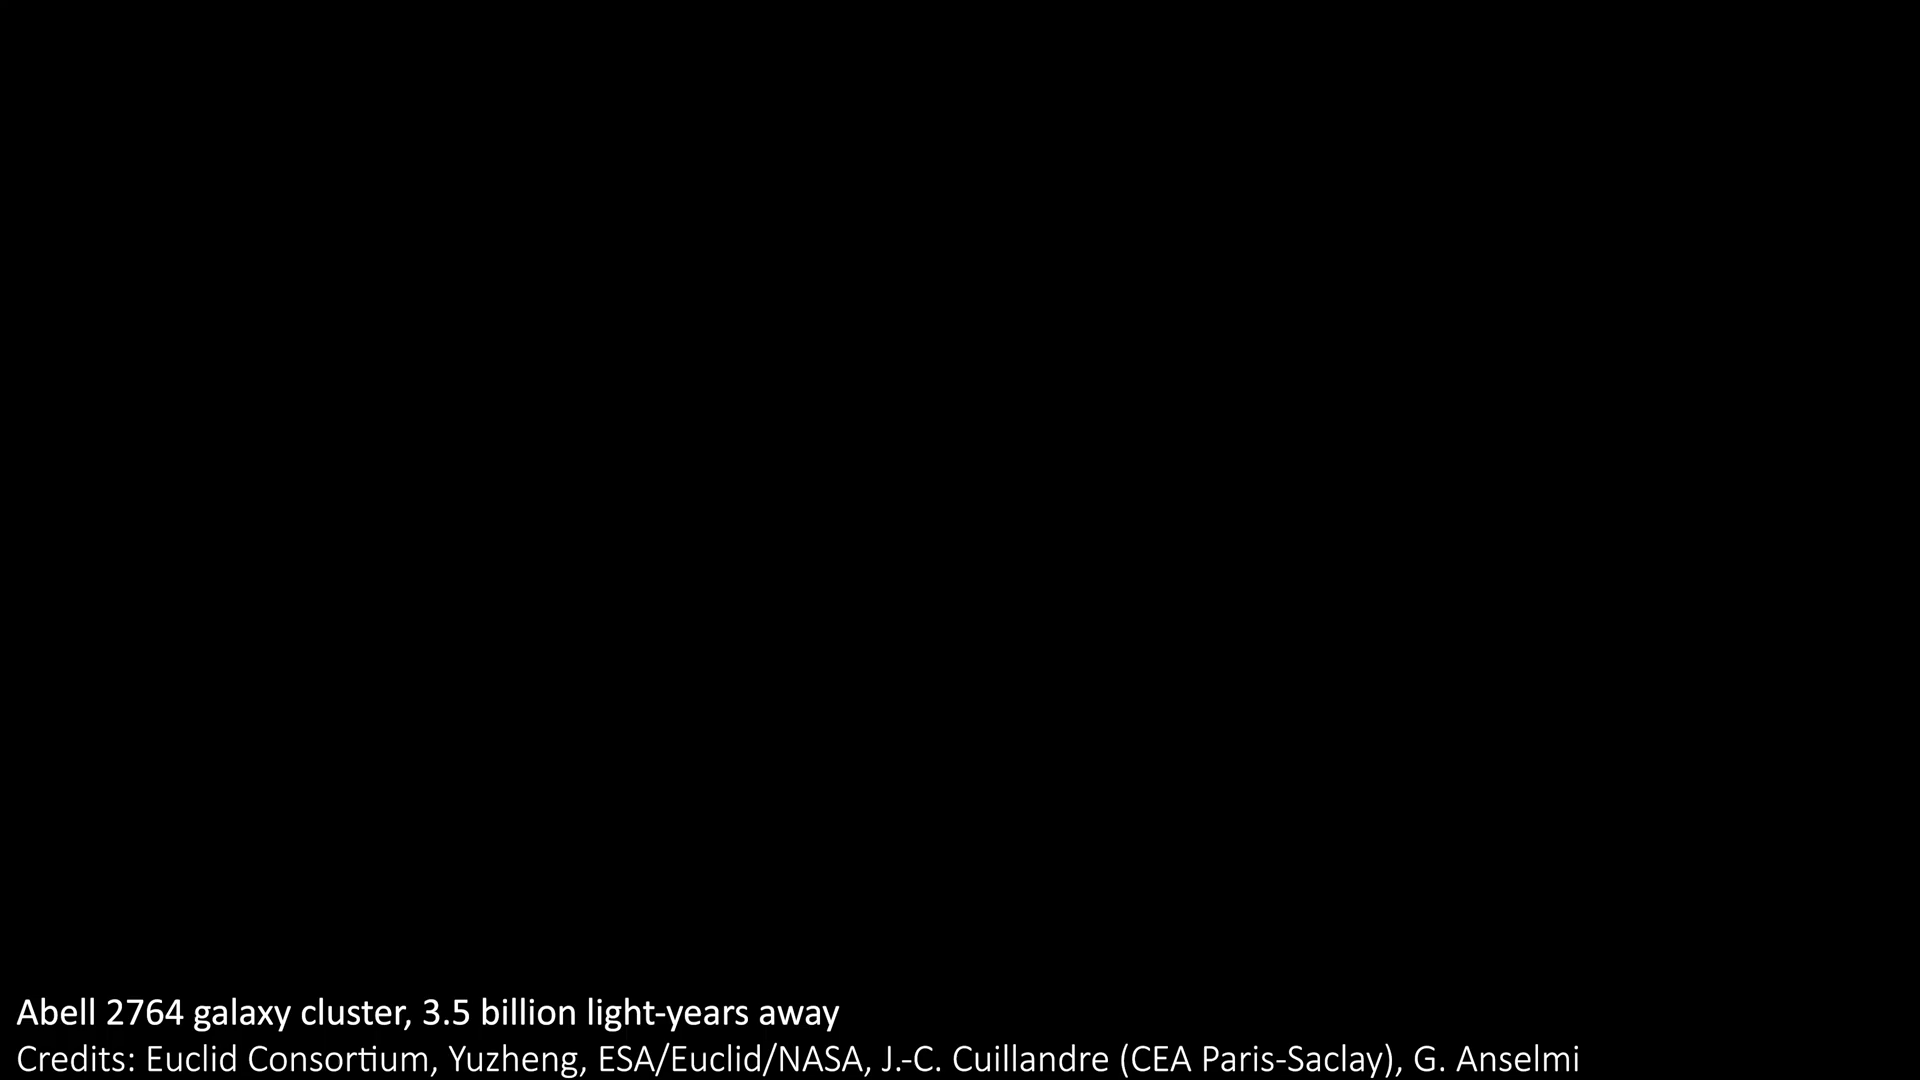 Abell 2764 galaxy cluster, 3.5 billion light-years away
Credits: Euclid Consortium, Yuzheng, ESA/Euclid/NASA, J.-C. Cuillandre (CEA Paris-Saclay), G. Anselmi